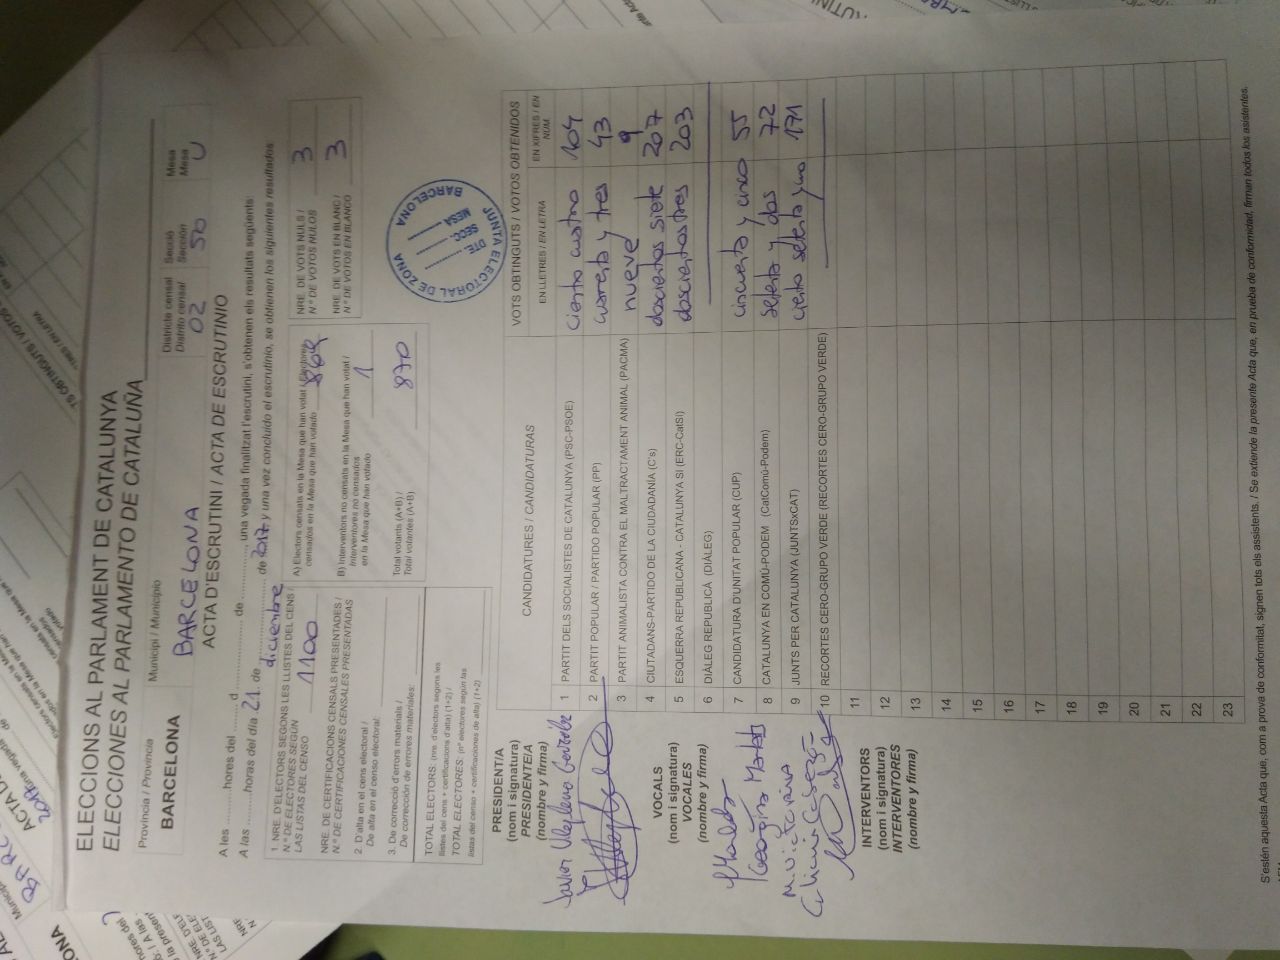 ELECCIONS AL PARLAMENT DE CATALUNYA
ELECCIONES AL PARLAMENTO DE CATALUÑA
Provincia / Provincia
BARCELONA
Municipi / Municipio
BARCELONA
Districte censal
Distrito censal
02
Secció
Sección
50
Mesa
Mesa
U
ACTA D'ESCRUTINI / ACTA DE ESCRUTINIO
A les ........ hores del ........ d ........ de ........, una vegada finalitzat l'escrutini, s'obtenen els resultats següents:
A las ........ horas del día 21 de diciembre de 2017 y una vez concluido el escrutinio, se obtienen los siguientes resultados
1. NRE. D'ELECTORS SEGONS LES LLISTES DEL CENS /
N.º DE ELECTORES SEGÚN
LAS LISTAS DEL CENSO 1100
NRE. DE CERTIFICACIONS CENSALS PRESENTADES /
N.º DE CERTIFICACIONES CENSALES PRESENTADAS
2. D'alta en el cens electoral /
De alta en el censo electoral:
3. De correcció d'errors materials /
De corrección de errores materiales:
TOTAL ELECTORS: (nre. d'electors segons les
llistes del cens + certificacions d'alta) (1+2) /
TOTAL ELECTORES: (nº electores según las
listas del censo + certificaciones de alta) (1+2)
A) Electors censats en la Mesa que han votat / Electores
censados en la Mesa que han votado 869
B) Interventors no censats en la Mesa que han votat /
Interventores no censados
en la Mesa que han votado 1
Total votants (A+B) /
Total votantes (A+B) 870
NRE. DE VOTS NULS /
N.º DE VOTOS NULOS 3
NRE. DE VOTS EN BLANC /
N.º DE VOTOS EN BLANCO 3
JUNTA ELECTORAL DE ZONA
DTE.
SECC.
MESA
BARCELONA
CANDIDATURES / CANDIDATURAS
VOTS OBTINGUTS / VOTOS OBTENIDOS
EN LLETRES / EN LETRA
EN XIFRES / EN NÚM.
1 PARTIT DELS SOCIALISTES DE CATALUNYA (PSC-PSOE) ciento cuatro 104
2 PARTIT POPULAR / PARTIDO POPULAR (PP) cuarenta y tres 43
3 PARTIT ANIMALISTA CONTRA EL MALTRACTAMENT ANIMAL (PACMA) nueve 9
4 CIUTADANS-PARTIDO DE LA CIUDADANÍA (C's) doscientos siete 207
5 ESQUERRA REPUBLICANA - CATALUNYA SÍ (ERC-CatSí) doscientos tres 203
6 DIÀLEG REPUBLICÀ (DIÀLEG)
7 CANDIDATURA D'UNITAT POPULAR (CUP) cincuenta y cinco 55
8 CATALUNYA EN COMÚ-PODEM (CatComú-Podem) setenta y dos 72
9 JUNTS PER CATALUNYA (JUNTSxCAT) ciento setenta y uno 171
10 RECORTES CERO-GRUPO VERDE (RECORTES CERO-GRUPO VERDE)
11
12
13
14
15
16
17
18
19
20
21
22
23
PRESIDENT/A
(nom i signatura)
PRESIDENTE/A
(nombre y firma)
VOCALS
(nom i signatura)
VOCALES
(nombre y firma)
Georgina
INTERVENTORS
(nom i signatura)
INTERVENTORES
(nombre y firma)
S'estén aquesta Acta que, com a prova de conformitat, signen tots els assistents. / Se extiende la presente Acta que, en prueba de conformidad, firman todos los asistentes.